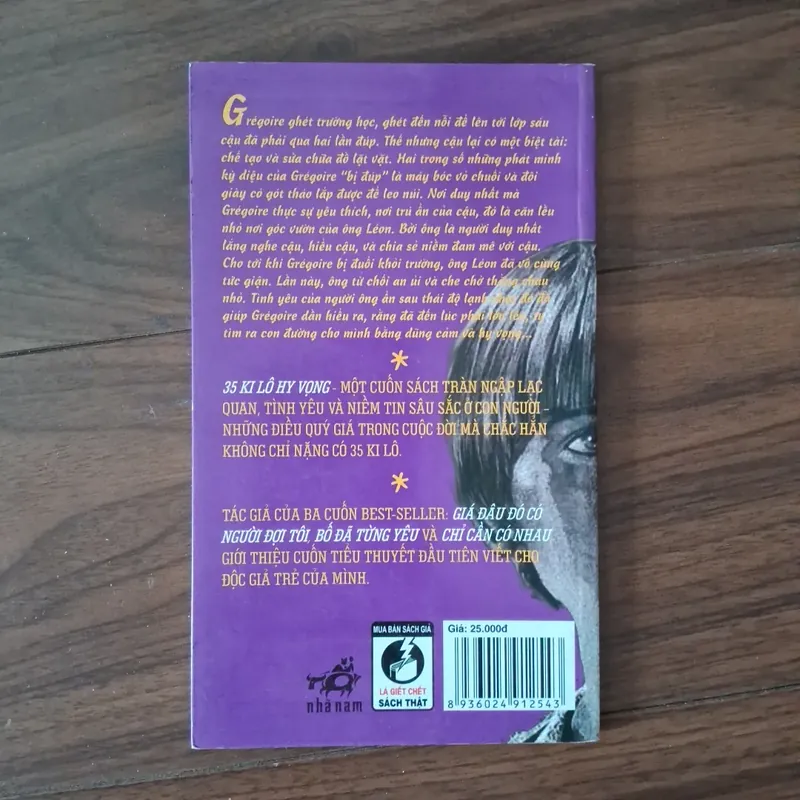 Grégoire ghét trường học, ghét đến nỗi để lên tới lớp sáu
cậu đã phải qua hai lần đúp. Thế nhưng cậu lại có một biệt tài:
chế tạo và sửa chữa đồ lặt vặt. Hai trong số những phát minh
kỳ diệu của Grégoire "bị đúp" là máy bóc vỏ chuối và đôi
giày có gót tháo lắp được để leo núi. Nơi duy nhất mà
Grégoire thực sự yêu thích, nơi trú ẩn của cậu, đó là căn lều
nhỏ nơi góc vườn của ông Léon. Bởi ông là người duy nhất
lắng nghe cậu, hiểu cậu, và chia sẻ niềm đam mê với cậu.
Cho tới khi Grégoire bị đuổi khỏi trường, ông Léon đã vô cùng
tức giận. Lần này, ông từ chối an ủi và che chở thằng cháu
nhỏ. Tình yêu của người ông ẩn sau thái độ lạnh lùng đó đã
giúp Grégoire dần hiểu ra, rằng đã đến lúc phải lớn lên, tự
tìm ra con đường cho mình bằng dũng cảm và hy vọng...
35 KI LÔ HY VỌNG - MỘT CUỐN SÁCH TRÀN NGẬP LẠC
QUAN, TÌNH YÊU VÀ NIỀM TIN SÂU SẮC Ở CON NGƯỜI -
NHỮNG ĐIỀU QUÝ GIÁ TRONG CUỘC ĐỜI MÀ CHẮC HẲN
KHÔNG CHỈ NẶNG CÓ 35 KI LÔ.
TÁC GIẢ CỦA BA CUỐN BEST-SELLER: GIÁ ĐÂU ĐÓ CÓ
NGƯỜI ĐỢI TÔI, BỐ ĐÃ TỪNG YÊU VÀ CHỈ CẦN CÓ NHAU
GIỚI THIỆU CUỐN TIỂU THUYẾT ĐẦU TIÊN VIẾT CHO
ĐỘC GIẢ TRẺ CỦA MÌNH.
nhã nam
MUA BÁN SÁCH GIẢ
LÀ GIẾT CHẾT
SÁCH THẬT
Giá: 25.000đ
8 936024 912543